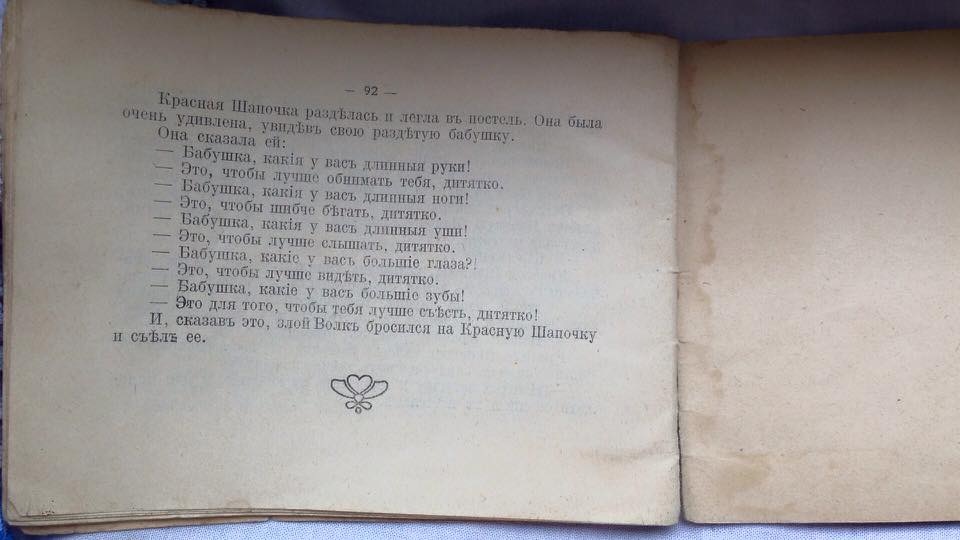 — 92 —
Красная Шапочка раздѣлась и легла въ постель. Она была
очень удивлена, увидѣвъ свою раздѣтую бабушку.
Она сказала ей:
— Бабушка, какія у васъ длинныя руки!
— Это, чтобы лучше обнимать тебя, дитятко.
— Бабушка, какія у васъ длинныя ноги!
— Это, чтобы шибче бѣгать, дитятко.
— Бабушка, какія у васъ длинныя уши!
— Это, чтобы лучше слышать, дитятко.
— Бабушка, какіе у васъ большіе глаза?!
— Это, чтобы лучше видѣть, дитятко.
— Бабушка, какіе у васъ большіе зубы!
— Это для того, чтобы тебя лучше съѣсть, дитятко!
И, сказавъ это, злой Волкъ бросился на Красную Шапочку
и съѣлъ ее.